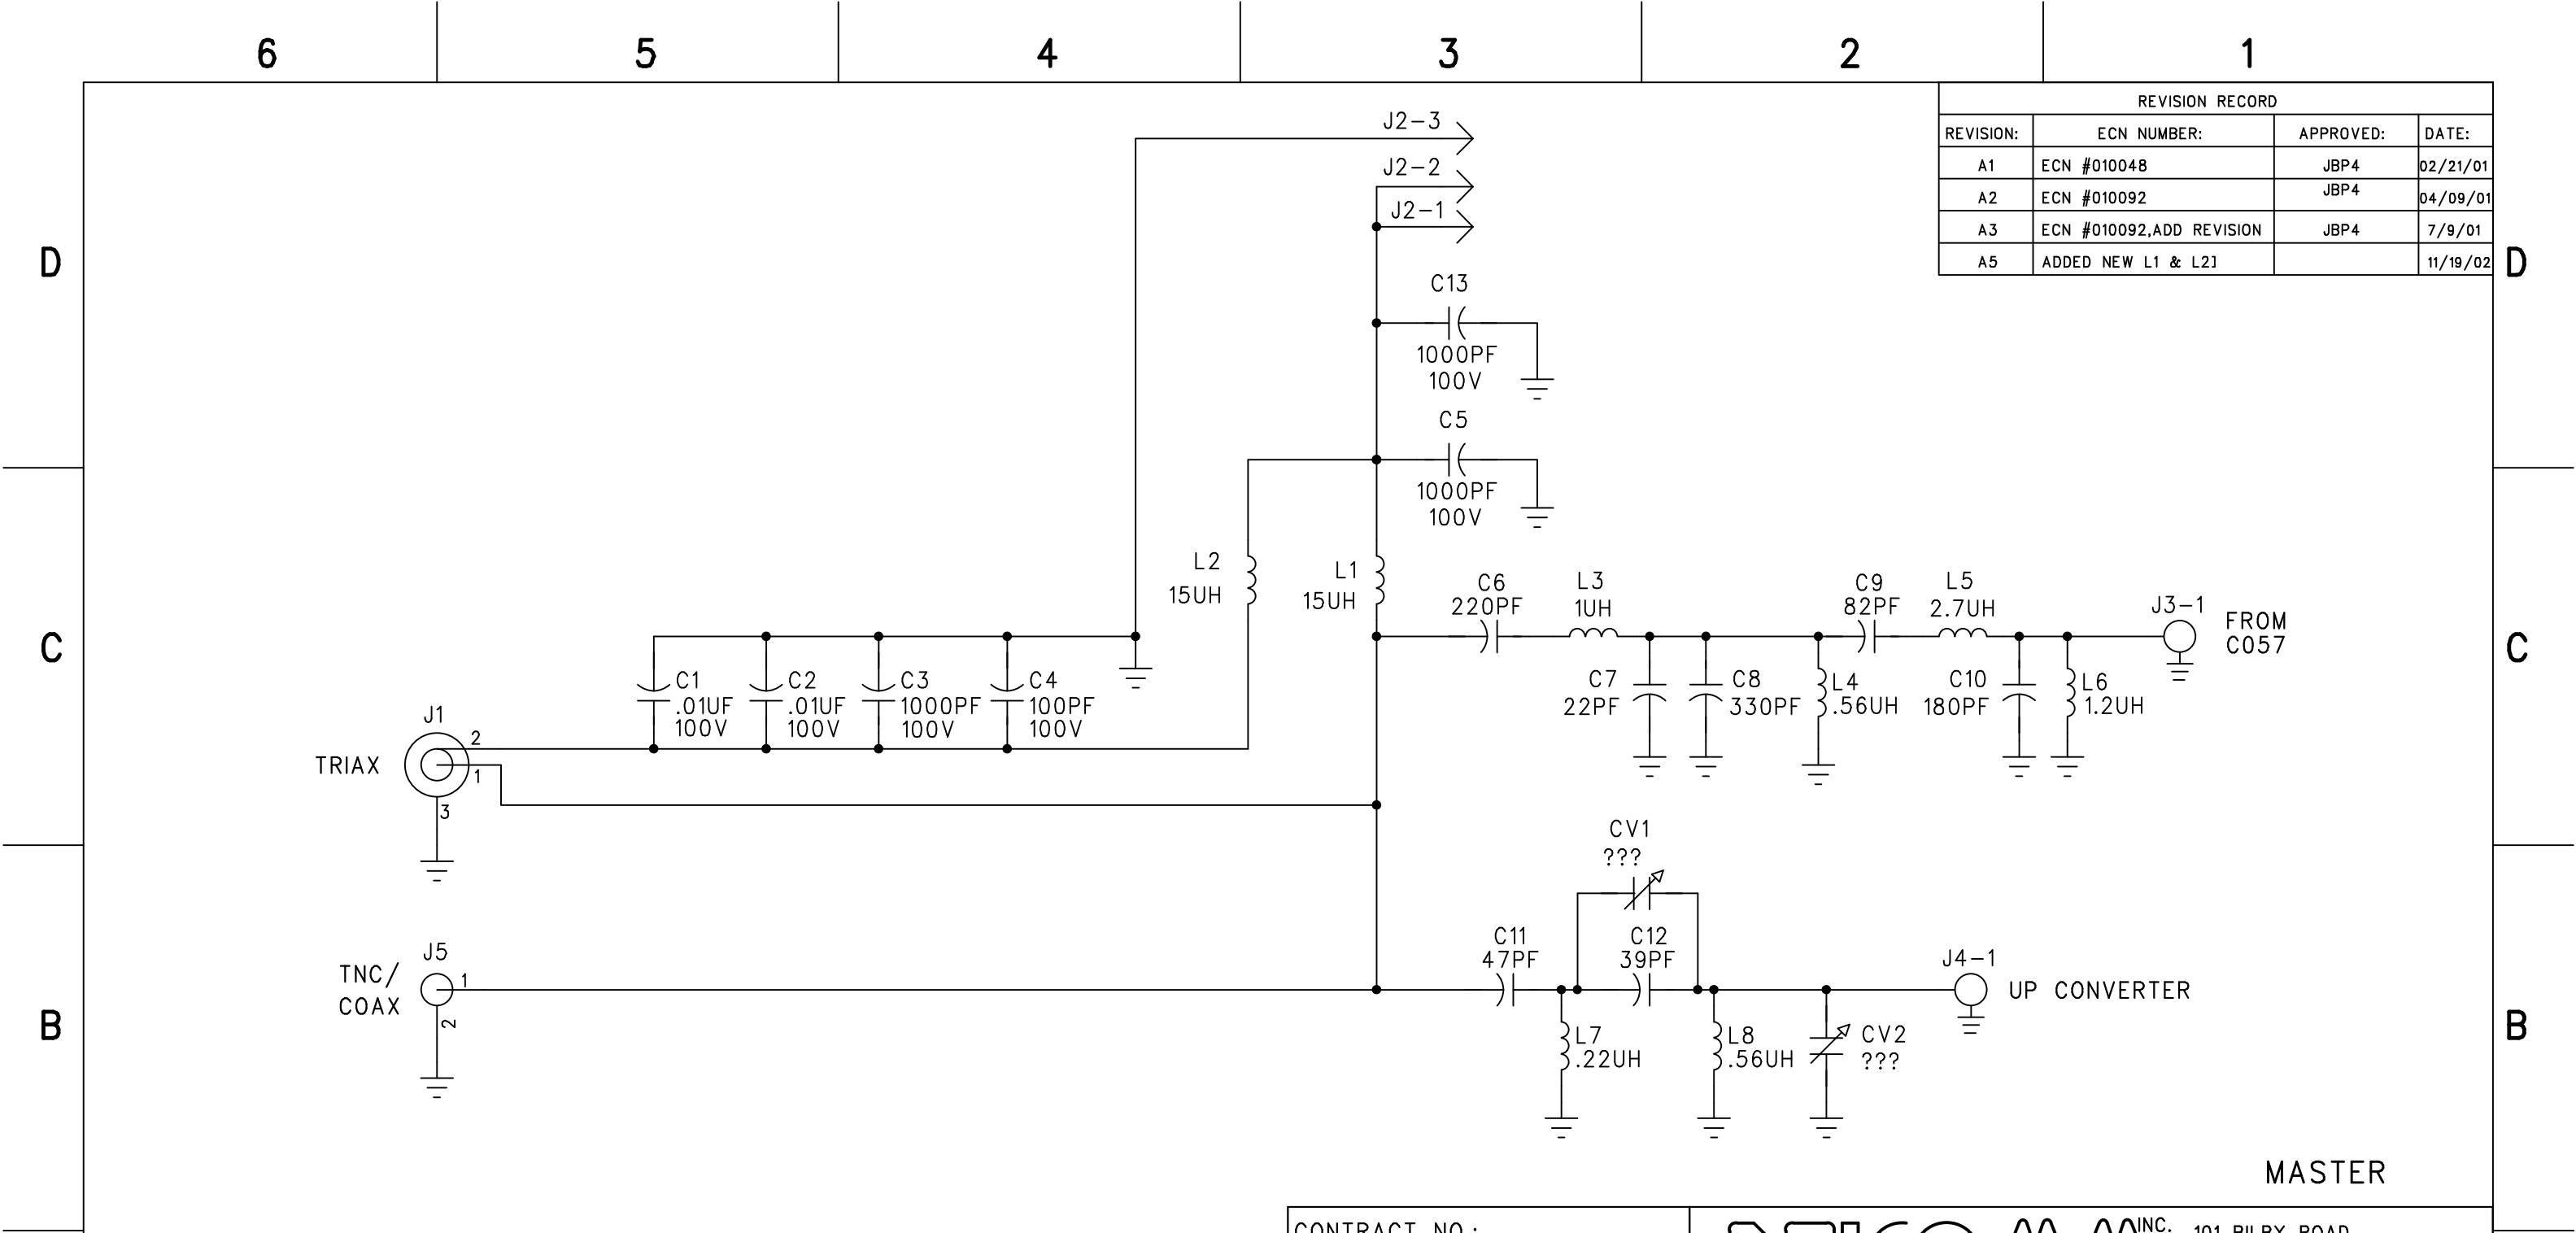 6 5 4 3 2 1
REVISION RECORD
REVISION: ECN NUMBER: APPROVED: DATE:
A1 ECN #010048 JBP4 02/21/01
A2 ECN #010092 JBP4 04/09/01
A3 ECN #010092,ADD REVISION JBP4 7/9/01
A5 ADDED NEW L1 & L2] 11/19/02
J2-3
J2-2
J2-1
D D
C13
1000PF
100V
C5
1000PF
100V
L2
15UH
L1
15UH
C6
220PF
L3
1UH
C9
82PF
L5
2.7UH
J3-1
FROM
C057
C C
C1
.01UF
100V
C2
.01UF
100V
C3
1000PF
100V
C4
100PF
100V
C7
22PF
C8
330PF
L4
.56UH
C10
180PF
L6
1.2UH
J1
TRIAX
2
1
3
CV1
???
C11
47PF
C12
39PF
J4-1
UP CONVERTER
J5
TNC/
COAX
1
2
B B
L7
.22UH
L8
.56UH
CV2
???
MASTER
CONTRACT NO.:
INC. 101 BILBY ROAD